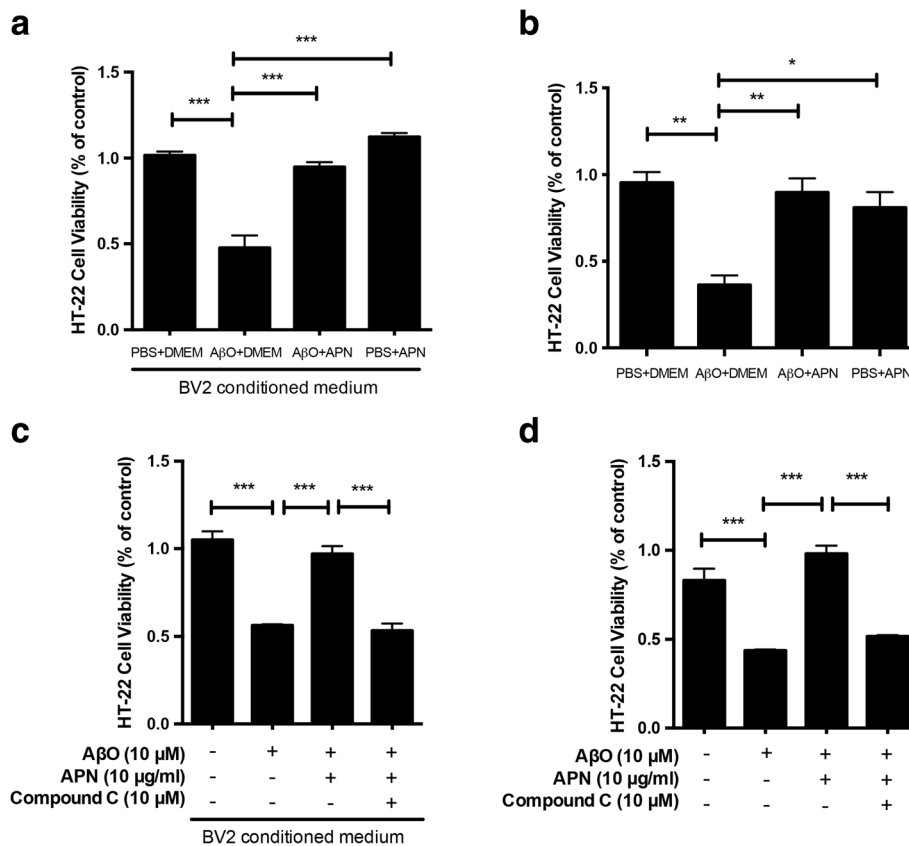 a
HT-22 Cell Viability (% of control)
1.5
1.0
0.5
0.0
***
***
***
PBS+DMEM AβO+DMEM AβO+APN PBS+APN
BV2 conditioned medium
b
HT-22 Cell Viability (% of control)
1.5
1.0
0.5
0.0
*
**
**
PBS+DMEM AβO+DMEM AβO+APN PBS+APN
c
HT-22 Cell Viability (% of control)
1.5
1.0
0.5
0.0
*** *** ***
AβO (10 µM) - + + +
APN (10 µg/ml) - - + +
Compound C (10 µM) - - - +
BV2 conditioned medium
d
HT-22 Cell Viability (% of control)
1.5
1.0
0.5
0.0
*** ***
***
AβO (10 µM) - + + +
APN (10 µg/ml) - - + +
Compound C (10 µM) - - - +